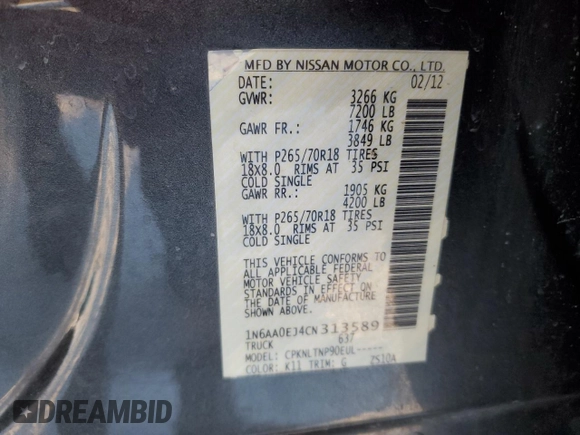 MFD BY NISSAN MOTOR CO., LTD.
DATE: 02/12
GVWR: 3266 KG
7200 LB
GAWR FR.: 1746 KG
3849 LB
WITH P265/70R18 TIRES
18X8.0 RIMS AT 35 PSI
COLD SINGLE
GAWR RR.: 1905 KG
4200 LB
WITH P265/70R18 TIRES
18X8.0 RIMS AT 35 PSI
COLD SINGLE
THIS VEHICLE CONFORMS TO
ALL APPLICABLE FEDERAL
MOTOR VEHICLE SAFETY
STANDARDS IN EFFECT ON
THE DATE OF MANUFACTURE
SHOWN ABOVE.
1N6AA0EJ4CN313589
TRUCK 637
MODEL: CPKNLTNP90EUL-----
COLOR: K11 TRIM: G ZS10A
DREAMBID